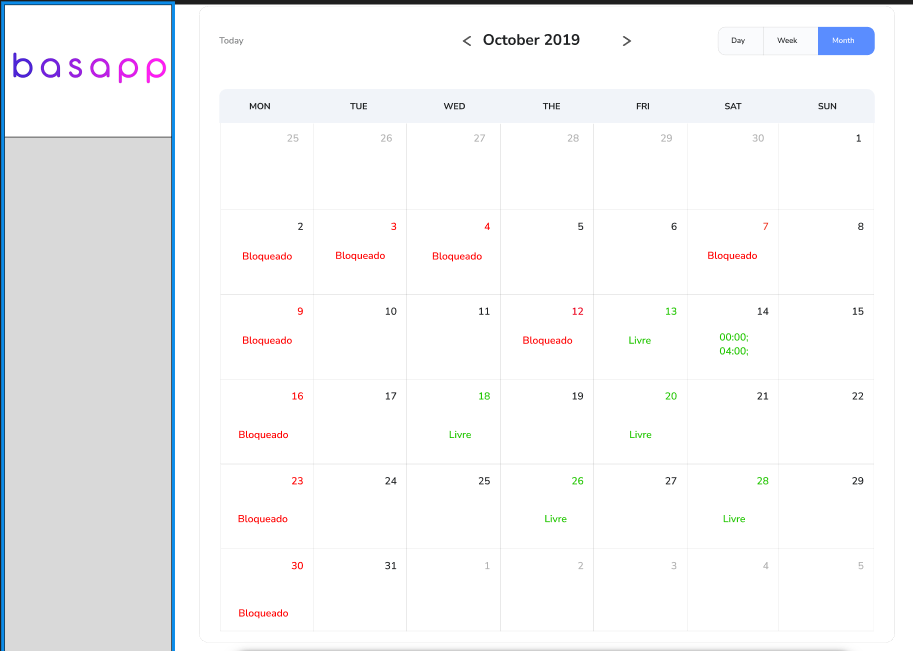 basapp
Today
< October 2019 >
Day Week Month
MON TUE WED THE FRI SAT SUN
25 26 27 28 29 30 1
2 3 4 5 6 7 8
Bloqueado Bloqueado Bloqueado Bloqueado
9 10 11 12 13 14 15
Bloqueado Bloqueado Livre 00:00;
04:00;
16 17 18 19 20 21 22
Bloqueado Livre Livre
23 24 25 26 27 28 29
Bloqueado Livre Livre
30 31 1 2 3 4 5
Bloqueado